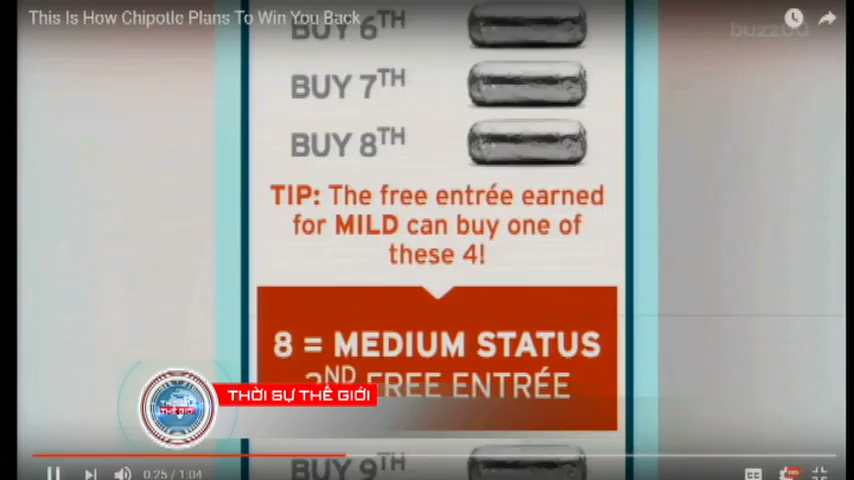 This Is How Chipotle Plans To Win You Back
BUY 6TH
BUY 7TH
BUY 8TH
TIP: The free entrée earned
for MILD can buy one of
these 4!
8 = MEDIUM STATUS
2ND FREE ENTRÉE
THỜI SỰ THẾ GIỚI
BUY 9TH
0:25 / 1:04